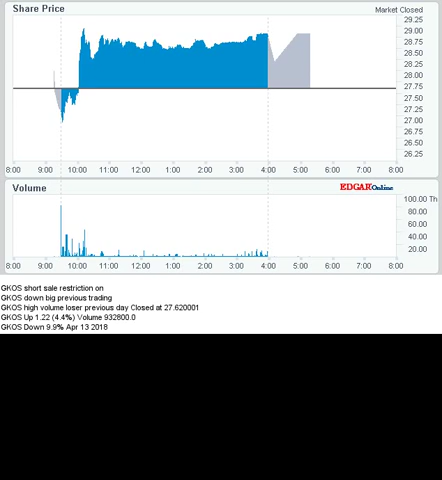 Share Price
Market Closed
29.25
29.00
28.75
28.50
28.25
28.00
27.75
27.50
27.25
27.00
26.75
26.50
26.25
8:00 9:00 10:00 11:00 12:00 1:00 2:00 3:00 4:00 5:00 6:00 7:00 8:00
Volume
EDGAR Online
100.00 Th
80.00
60.00
40.00
20.00
8:00 9:00 10:00 11:00 12:00 1:00 2:00 3:00 4:00 5:00 6:00 7:00 8:00
GKOS short sale restriction on
GKOS down big previous trading
GKOS high volume loser previous day Closed at 27.620001
GKOS Up 1.22 (4.4%) Volume 932800.0
GKOS Down 9.9% Apr 13 2018